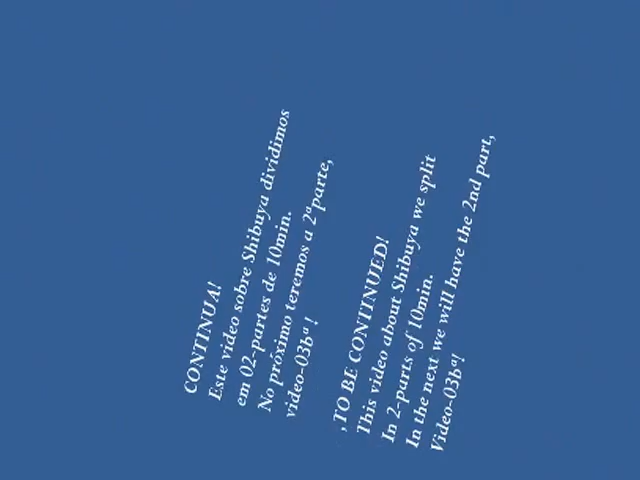 CONTINUA!
Este video sobre Shibuya dividimos
em 02-partes de 10min.
No próximo teremos a 2ªparte,
video-03bª !
, TO BE CONTINUED!
This video about Shibuya we split
In 2-parts of 10min.
In the next we will have the 2nd part,
Video-03bª!